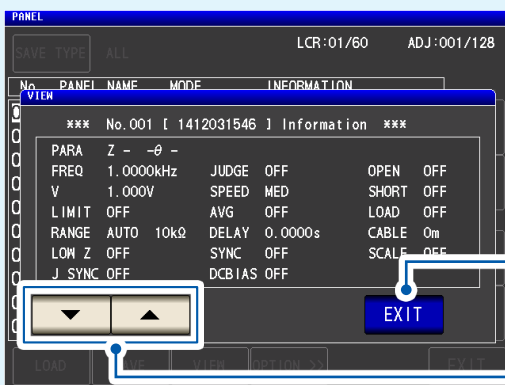 PANEL
SAVE TYPE ALL LCR:01/60 ADJ:001/128
No. PANEL NAME MODE INFORMATION
VIEW
*** No.001 [ 1412031546 ] Information ***
PARA Z - -θ -
FREQ 1.0000kHz JUDGE OFF OPEN OFF
V 1.000V SPEED MED SHORT OFF
LIMIT OFF AVG OFF LOAD OFF
RANGE AUTO 10kΩ DELAY 0.0000s CABLE 0m
LOW Z OFF SYNC OFF SCALE OFF
J SYNC OFF DCBIAS OFF
▼ ▲ EXIT
LOAD SAVE VIEW OPTION >> EXIT